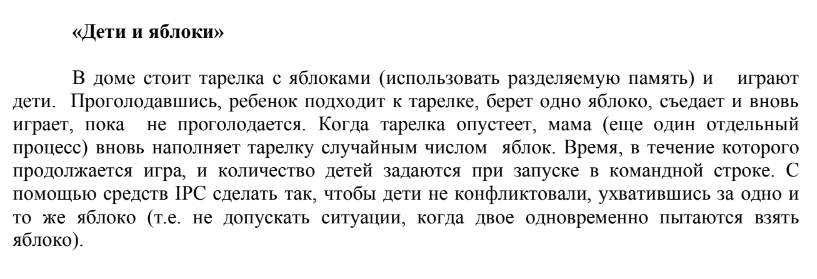 «Дети и яблоки»
В доме стоит тарелка с яблоками (использовать разделяемую память) и играют
дети. Проголодавшись, ребенок подходит к тарелке, берет одно яблоко, съедает и вновь
играет, пока не проголодается. Когда тарелка опустеет, мама (еще один отдельный
процесс) вновь наполняет тарелку случайным числом яблок. Время, в течение которого
продолжается игра, и количество детей задаются при запуске в командной строке. С
помощью средств IPC сделать так, чтобы дети не конфликтовали, ухватившись за одно и
то же яблоко (т.е. не допускать ситуации, когда двое одновременно пытаются взять
яблоко).